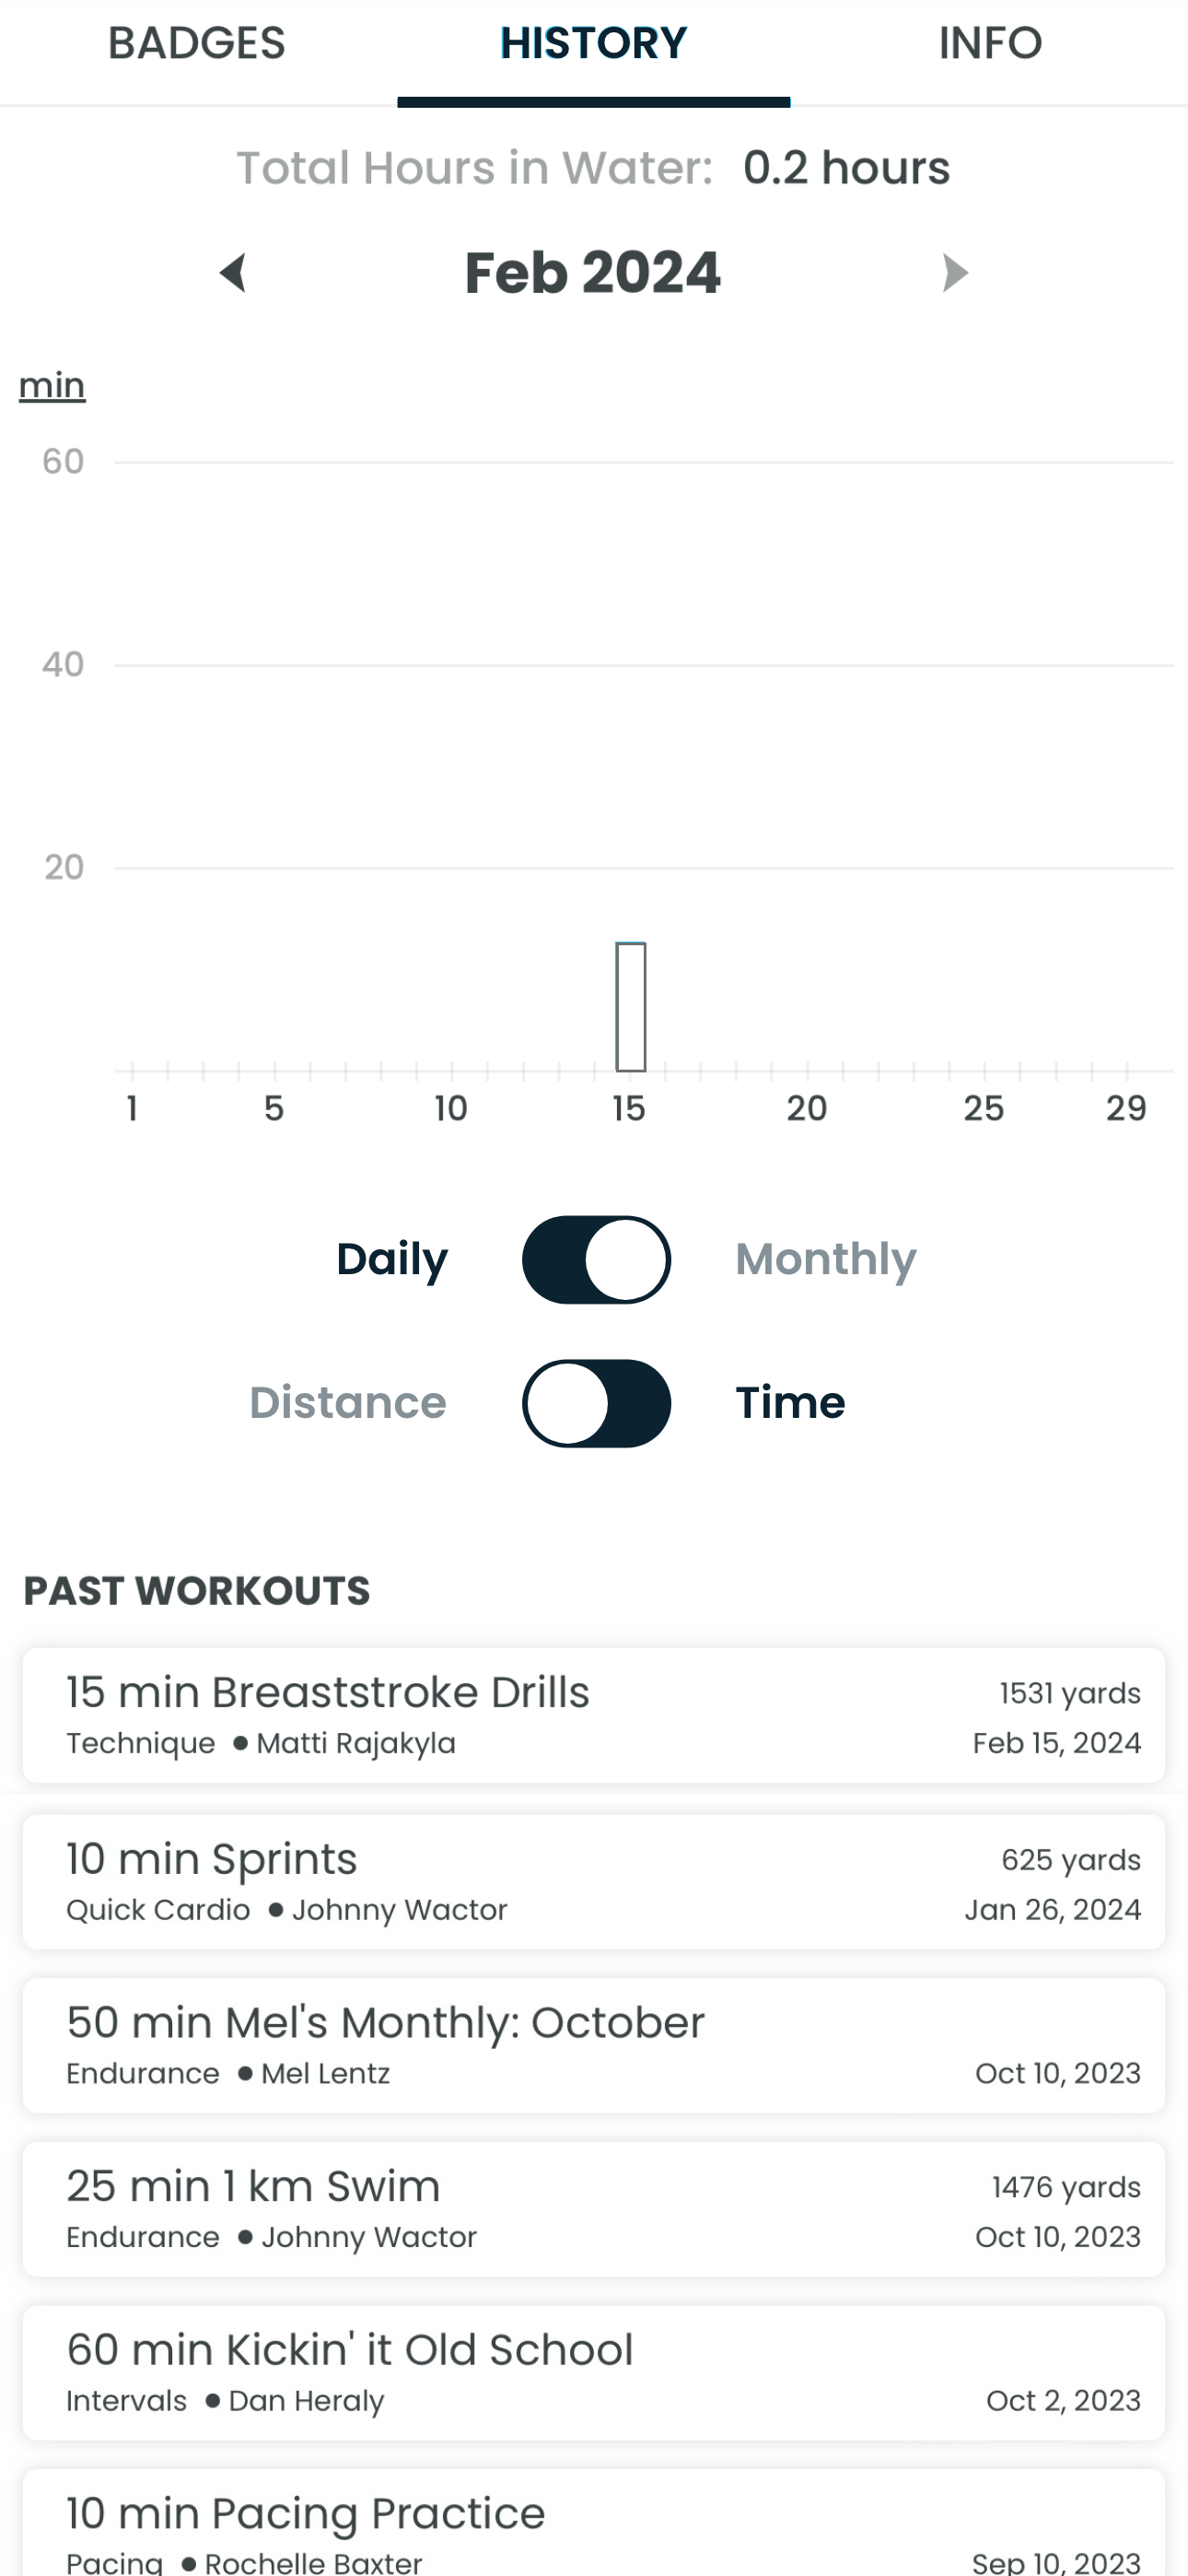 BADGES HISTORY INFO
Total Hours in Water: 0.2 hours
Feb 2024
min
60
40
20
1 5 10 15 20 25 29
Daily Monthly
Distance Time
PAST WORKOUTS
15 min Breaststroke Drills 1531 yards
Technique ● Matti Rajakyla Feb 15, 2024
10 min Sprints 625 yards
Quick Cardio ● Johnny Wactor Jan 26, 2024
50 min Mel's Monthly: October
Endurance ● Mel Lentz Oct 10, 2023
25 min 1 km Swim 1476 yards
Endurance ● Johnny Wactor Oct 10, 2023
60 min Kickin' it Old School
Intervals ● Dan Heraly Oct 2, 2023
10 min Pacing Practice
Pacing ● Rochelle Baxter Sep 10, 2023